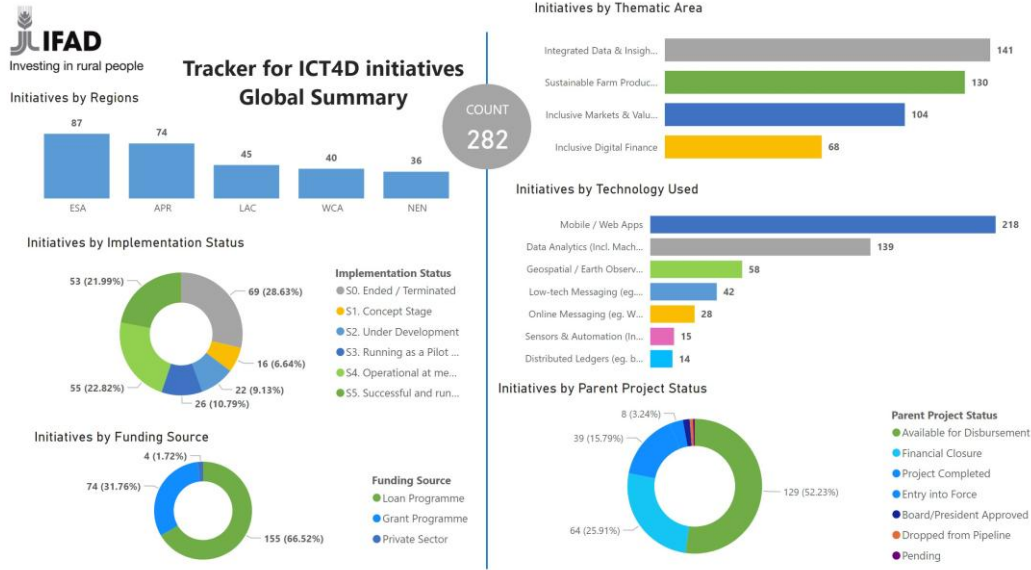 IFAD
Investing in rural people
Tracker for ICT4D initiatives
Global Summary
COUNT
282
Initiatives by Regions
87
74
45
40
36
ESA
APR
LAC
WCA
NEN
Initiatives by Implementation Status
53 (21.99%)
69 (28.63%)
16 (6.64%)
22 (9.13%)
26 (10.79%)
55 (22.82%)
Implementation Status
S0. Ended / Terminated
S1. Concept Stage
S2. Under Development
S3. Running as a Pilot ...
S4. Operational at me...
S5. Successful and run...
Initiatives by Funding Source
4 (1.72%)
74 (31.76%)
155 (66.52%)
Funding Source
Loan Programme
Grant Programme
Private Sector
Initiatives by Thematic Area
Integrated Data & Insigh... 141
Sustainable Farm Produc... 130
Inclusive Markets & Valu... 104
Inclusive Digital Finance 68
Initiatives by Technology Used
Mobile / Web Apps 218
Data Analytics (Incl. Mach... 139
Geospatial / Earth Observ... 58
Low-tech Messaging (eg.... 42
Online Messaging (eg. W... 28
Sensors & Automation (In... 15
Distributed Ledgers (eg. b... 14
Initiatives by Parent Project Status
8 (3.24%)
39 (15.79%)
64 (25.91%)
129 (52.23%)
Parent Project Status
Available for Disbursement
Financial Closure
Project Completed
Entry into Force
Board/President Approved
Dropped from Pipeline
Pending